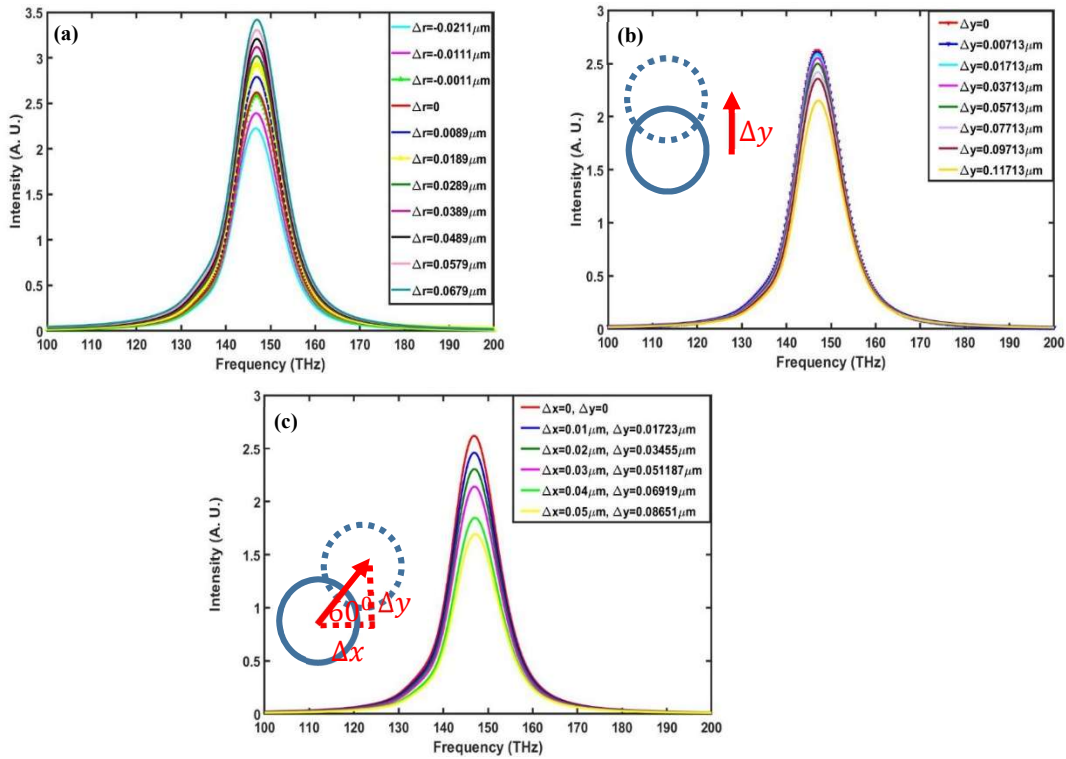 (a)
Δr=-0.0211μm
Δr=-0.0111μm
Δr=-0.0011μm
Δr=0
Δr=0.0089μm
Δr=0.0189μm
Δr=0.0289μm
Δr=0.0389μm
Δr=0.0489μm
Δr=0.0579μm
Δr=0.0679μm
Intensity (A. U.)
3.5
3
2.5
2
1.5
1
0.5
0
100 110 120 130 140 150 160 170 180 190 200
Frequency (THz)
(b)
Δy=0
Δy=0.00713μm
Δy=0.01713μm
Δy=0.03713μm
Δy=0.05713μm
Δy=0.07713μm
Δy=0.09713μm
Δy=0.11713μm
Δy
Intensity (A. U.)
3
2.5
2
1.5
1
0.5
0
100 110 120 130 140 150 160 170 180 190 200
Frequency (THz)
(c)
Δx=0, Δy=0
Δx=0.01μm, Δy=0.01723μm
Δx=0.02μm, Δy=0.03455μm
Δx=0.03μm, Δy=0.051187μm
Δx=0.04μm, Δy=0.06919μm
Δx=0.05μm, Δy=0.08651μm
60⁰ Δy
Δx
Intensity (A. U.)
3
2.5
2
1.5
1
0.5
0
100 110 120 130 140 150 160 170 180 190 200
Frequency (THz)